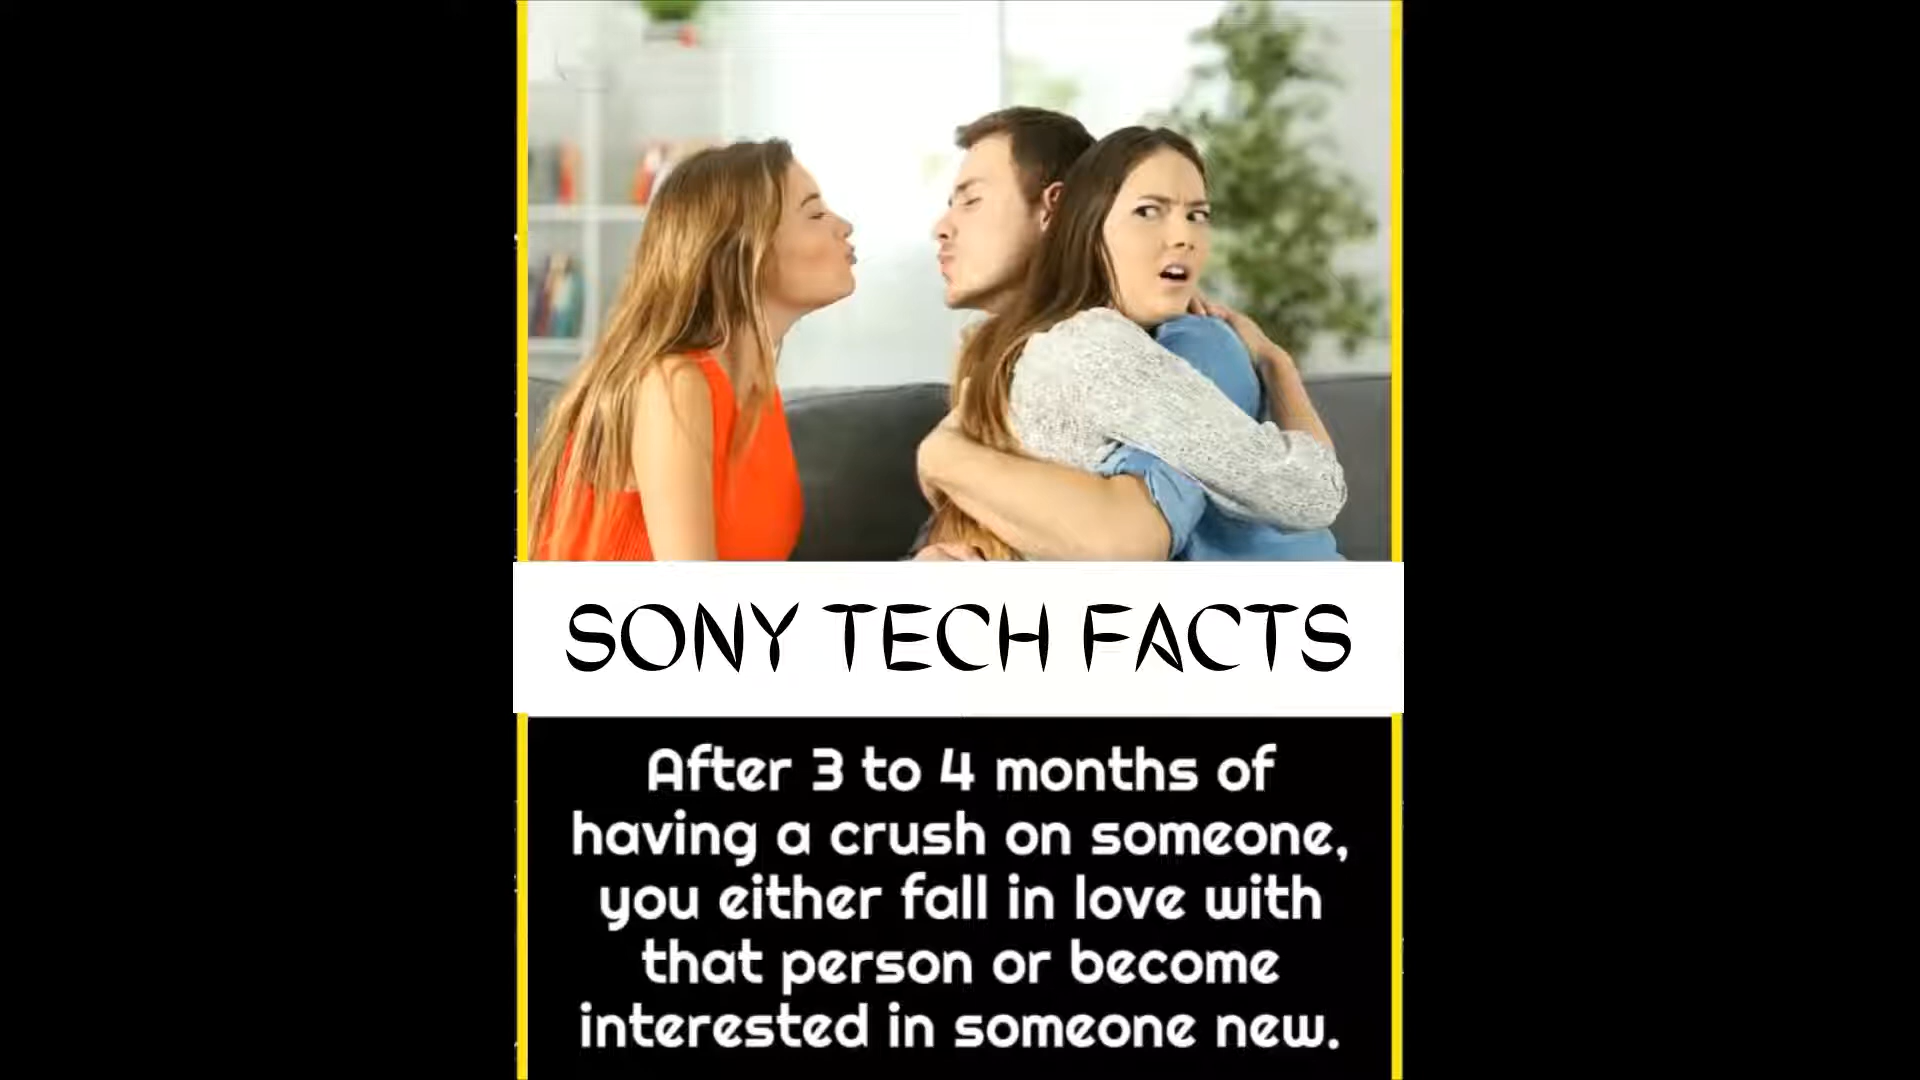 SONY TECH FACTS
After 3 to 4 months of
having a crush on someone,
you either fall in love with
that person or become
interested in someone new.